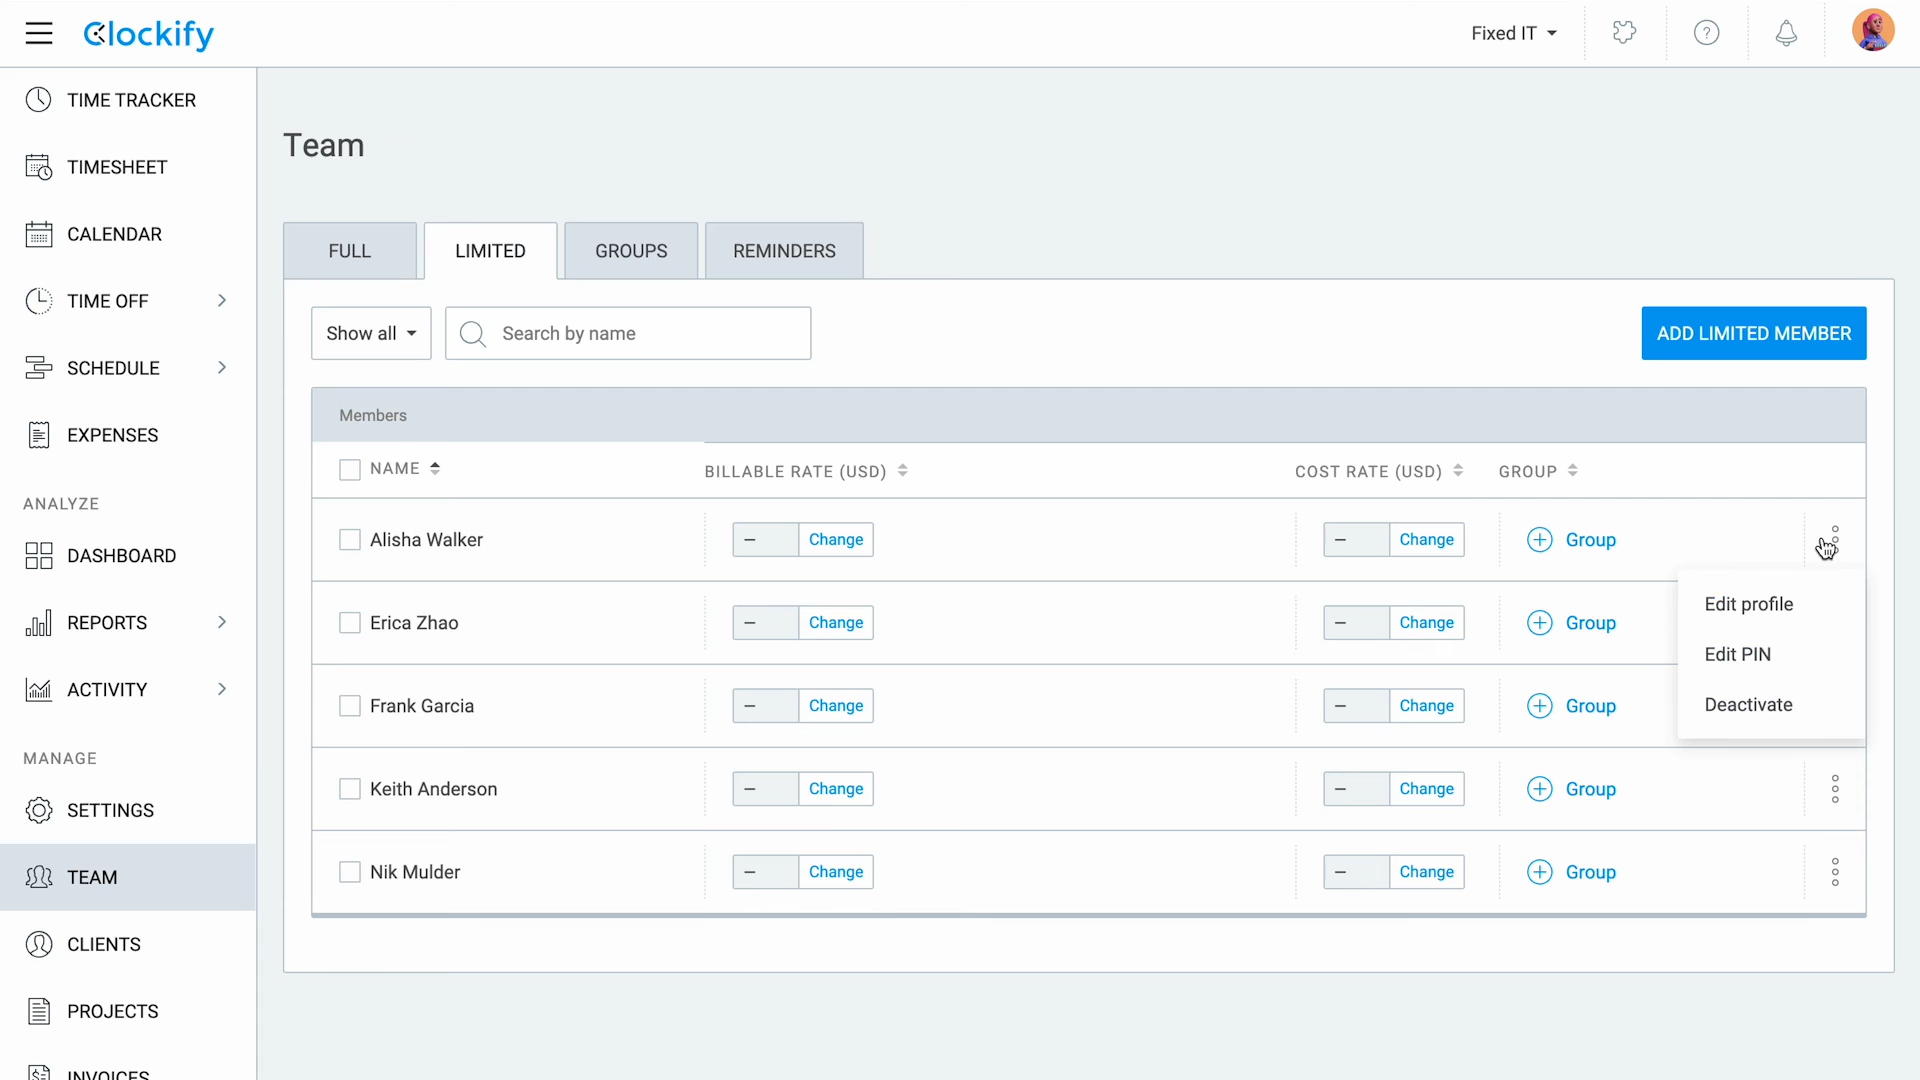 Clockify
Fixed IT
?
TIME TRACKER
TIMESHEET
CALENDAR
TIME OFF
SCHEDULE
EXPENSES
ANALYZE
DASHBOARD
REPORTS
ACTIVITY
MANAGE
SETTINGS
TEAM
CLIENTS
PROJECTS
INVOICES
Team
FULL LIMITED GROUPS REMINDERS
Show all Search by name ADD LIMITED MEMBER
Members
NAME BILLABLE RATE (USD) COST RATE (USD) GROUP
Alisha Walker – Change – Change Group
Erica Zhao – Change – Change Group
Frank Garcia – Change – Change Group
Keith Anderson – Change – Change Group
Nik Mulder – Change – Change Group
Edit profile
Edit PIN
Deactivate